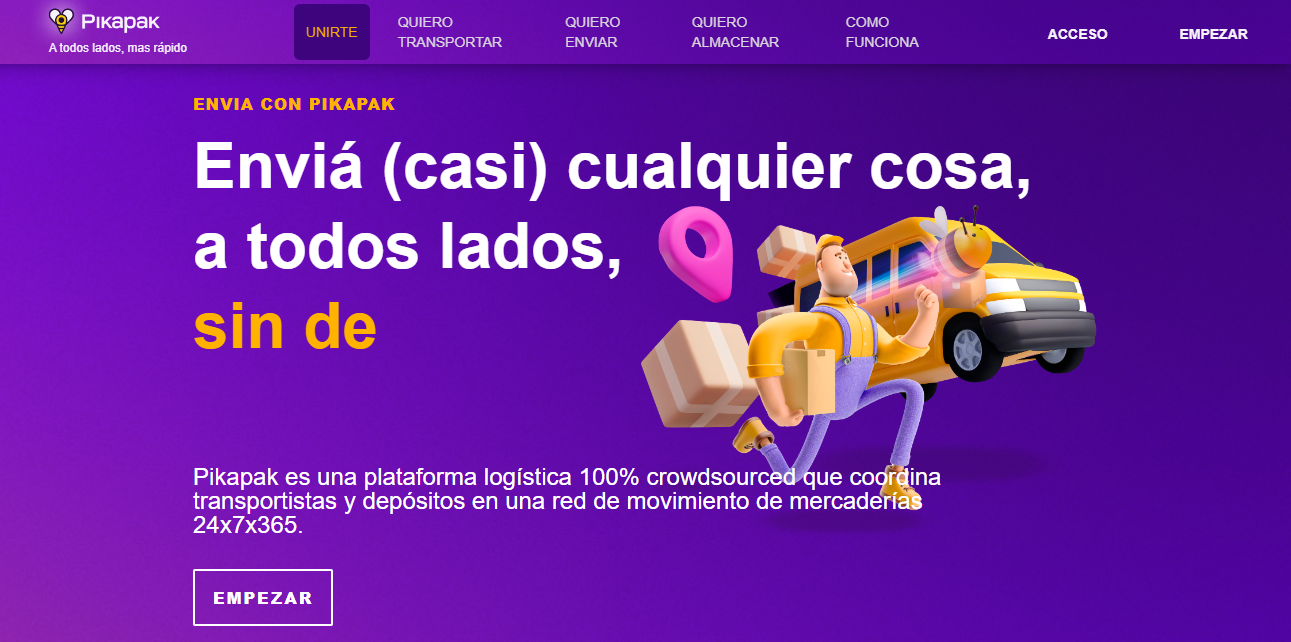 Pikapak
A todos lados, mas rápido
UNIRTE
QUIERO
TRANSPORTAR
QUIERO
ENVIAR
QUIERO
ALMACENAR
COMO
FUNCIONA
ACCESO
EMPEZAR
ENVIA CON PIKAPAK
Enviá (casi) cualquier cosa,
a todos lados,
sin de
Pikapak es una plataforma logística 100% crowdsourced que coordina
transportistas y depósitos en una red de movimiento de mercaderías
24x7x365.
EMPEZAR